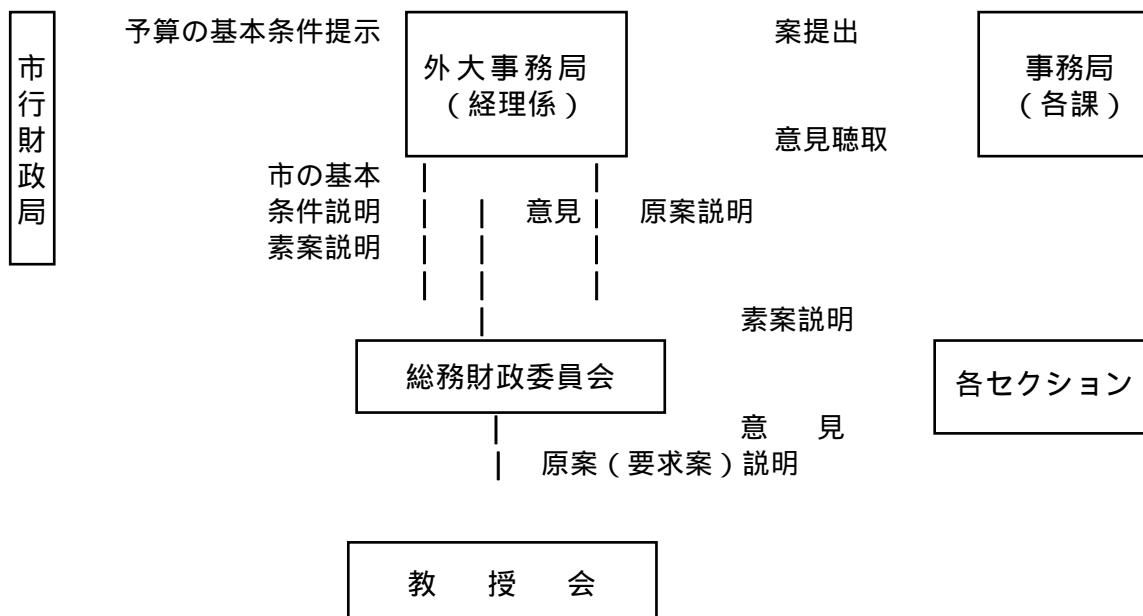 市行財政局
予算の基本条件提示
外大事務局
（経理係）
案提出
意見聴取
事務局
（各課）
市の基本
条件説明
素案説明
意見
原案説明
素案説明
総務財政委員会
各セクション
意　見
原案（要求案）説明
教　授　会